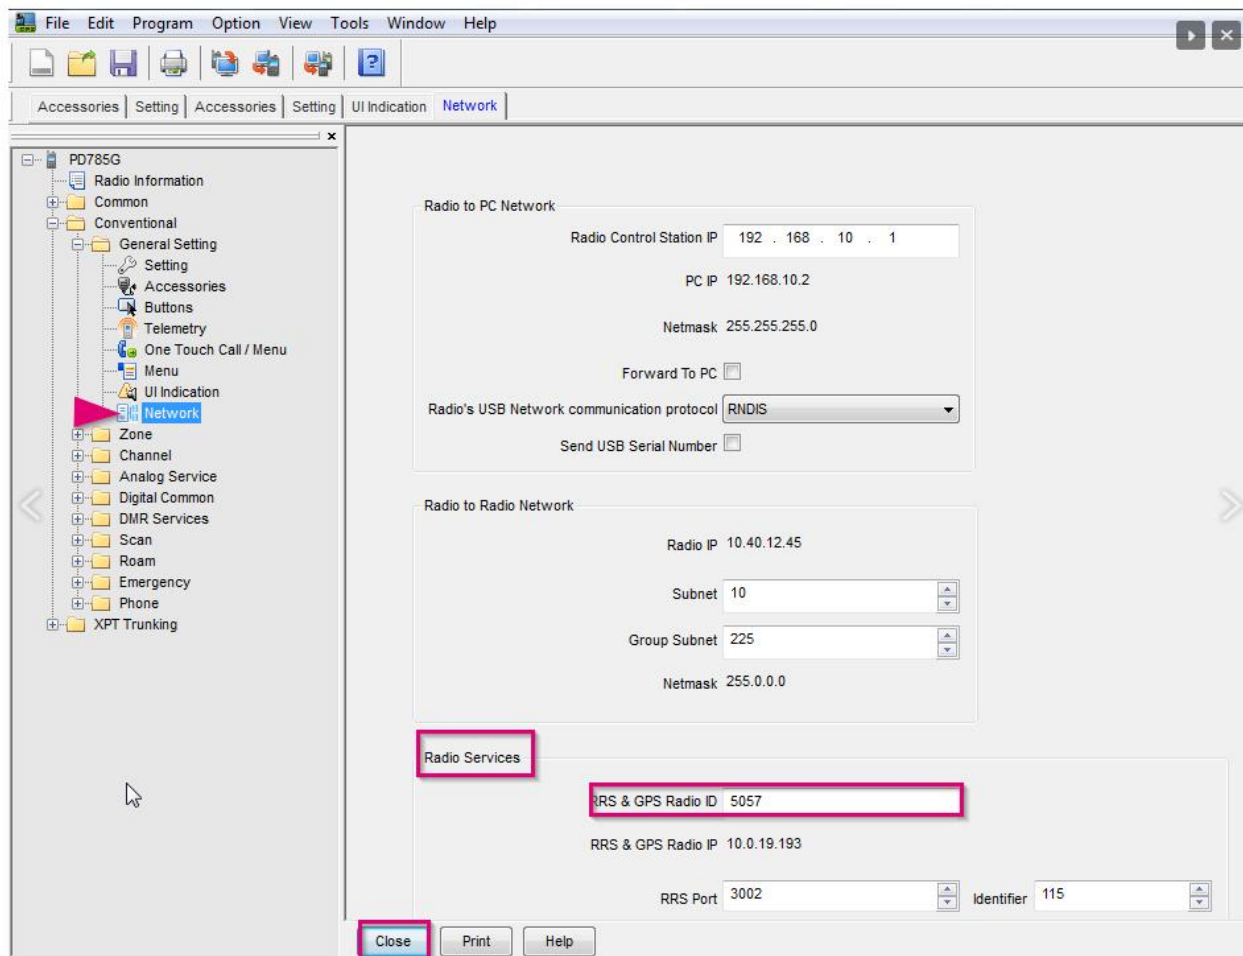 File Edit Program Option View Tools Window Help
Accessories Setting Accessories Setting UI Indication Network
PD785G
Radio Information
Common
Conventional
General Setting
Setting
Accessories
Buttons
Telemetry
One Touch Call / Menu
Menu
UI Indication
Network
Zone
Channel
Analog Service
Digital Common
DMR Services
Scan
Roam
Emergency
Phone
XPT Trunking
Radio to PC Network
Radio Control Station IP 192 . 168 . 10 . 1
PC IP 192.168.10.2
Netmask 255.255.255.0
Forward To PC
Radio's USB Network communication protocol RNDIS
Send USB Serial Number
Radio to Radio Network
Radio IP 10.40.12.45
Subnet 10
Group Subnet 225
Netmask 255.0.0.0
Radio Services
RRS & GPS Radio ID 5057
RRS & GPS Radio IP 10.0.19.193
RRS Port 3002 Identifier 115
Close Print Help